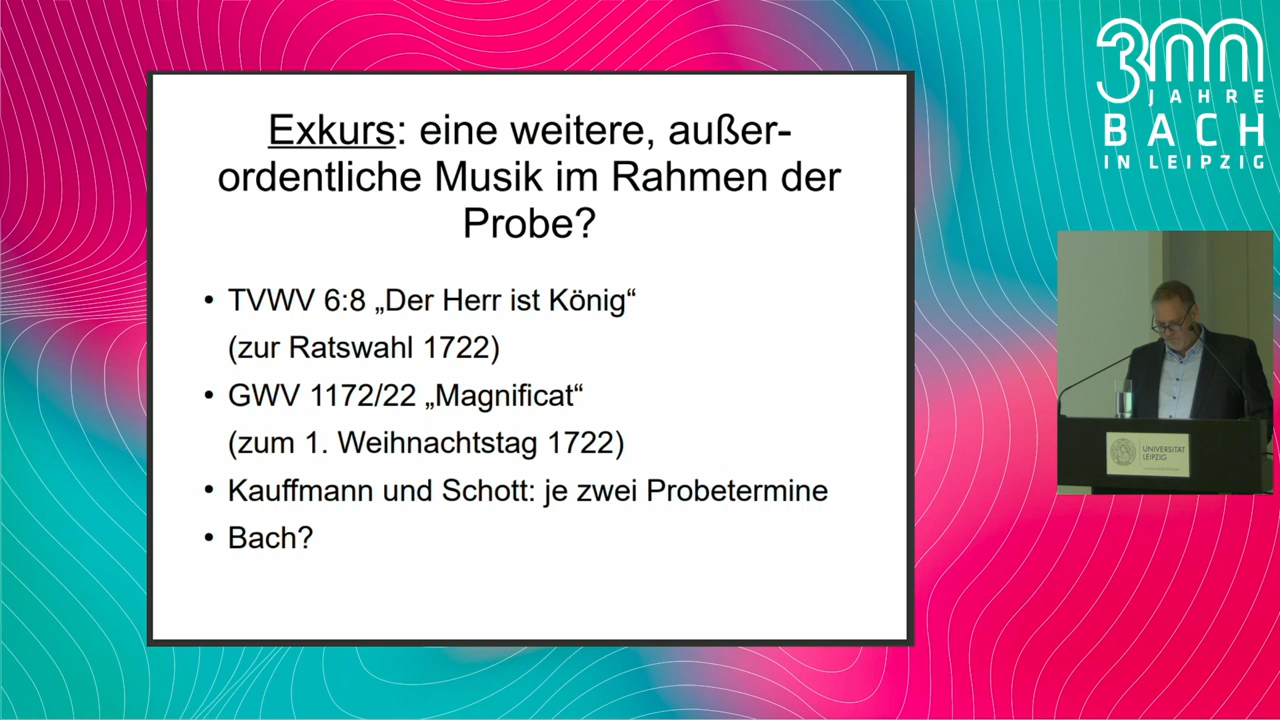 Exkurs: eine weitere, außer-
ordentliche Musik im Rahmen der
Probe?
• TVWV 6:8 „Der Herr ist König“
(zur Ratswahl 1722)
• GWV 1172/22 „Magnificat“
(zum 1. Weihnachtstag 1722)
• Kauffmann und Schott: je zwei Probetermine
• Bach?
300
JAHRE
BACH
IN LEIPZIG
UNIVERSITÄT
LEIPZIG